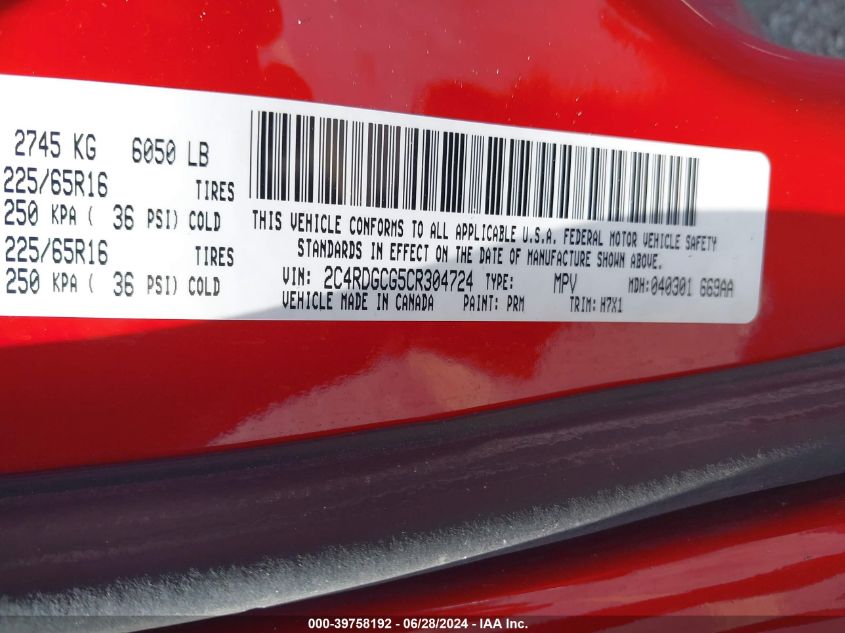 2745 KG 6050 LB
225/65R16 TIRES
250 KPA ( 36 PSI) COLD
225/65R16 TIRES
250 KPA ( 36 PSI) COLD
THIS VEHICLE CONFORMS TO ALL APPLICABLE U.S.A. FEDERAL MOTOR VEHICLE SAFETY
STANDARDS IN EFFECT ON THE DATE OF MANUFACTURE SHOWN ABOVE.
VIN: 2C4RDGCG5CR304724 TYPE: MPV MDH:040301 669AA
VEHICLE MADE IN CANADA PAINT: PRM TRIM: H7X1
000-39758192 - 06/28/2024 - IAA Inc.